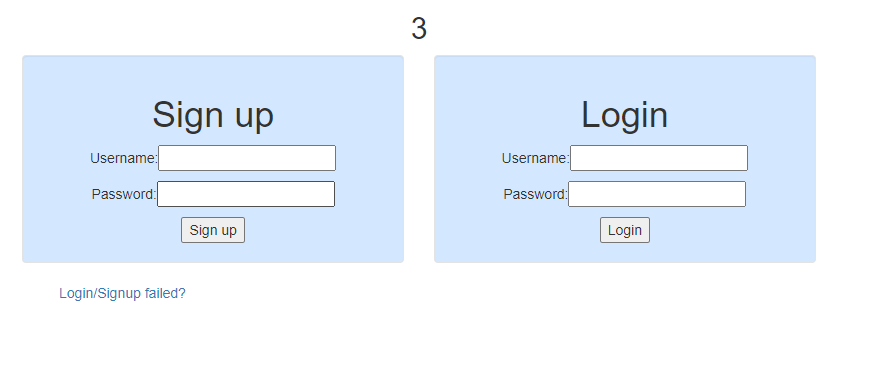 3
Sign up
Username:
Password:
Sign up
Login
Username:
Password:
Login
Login/Signup failed?